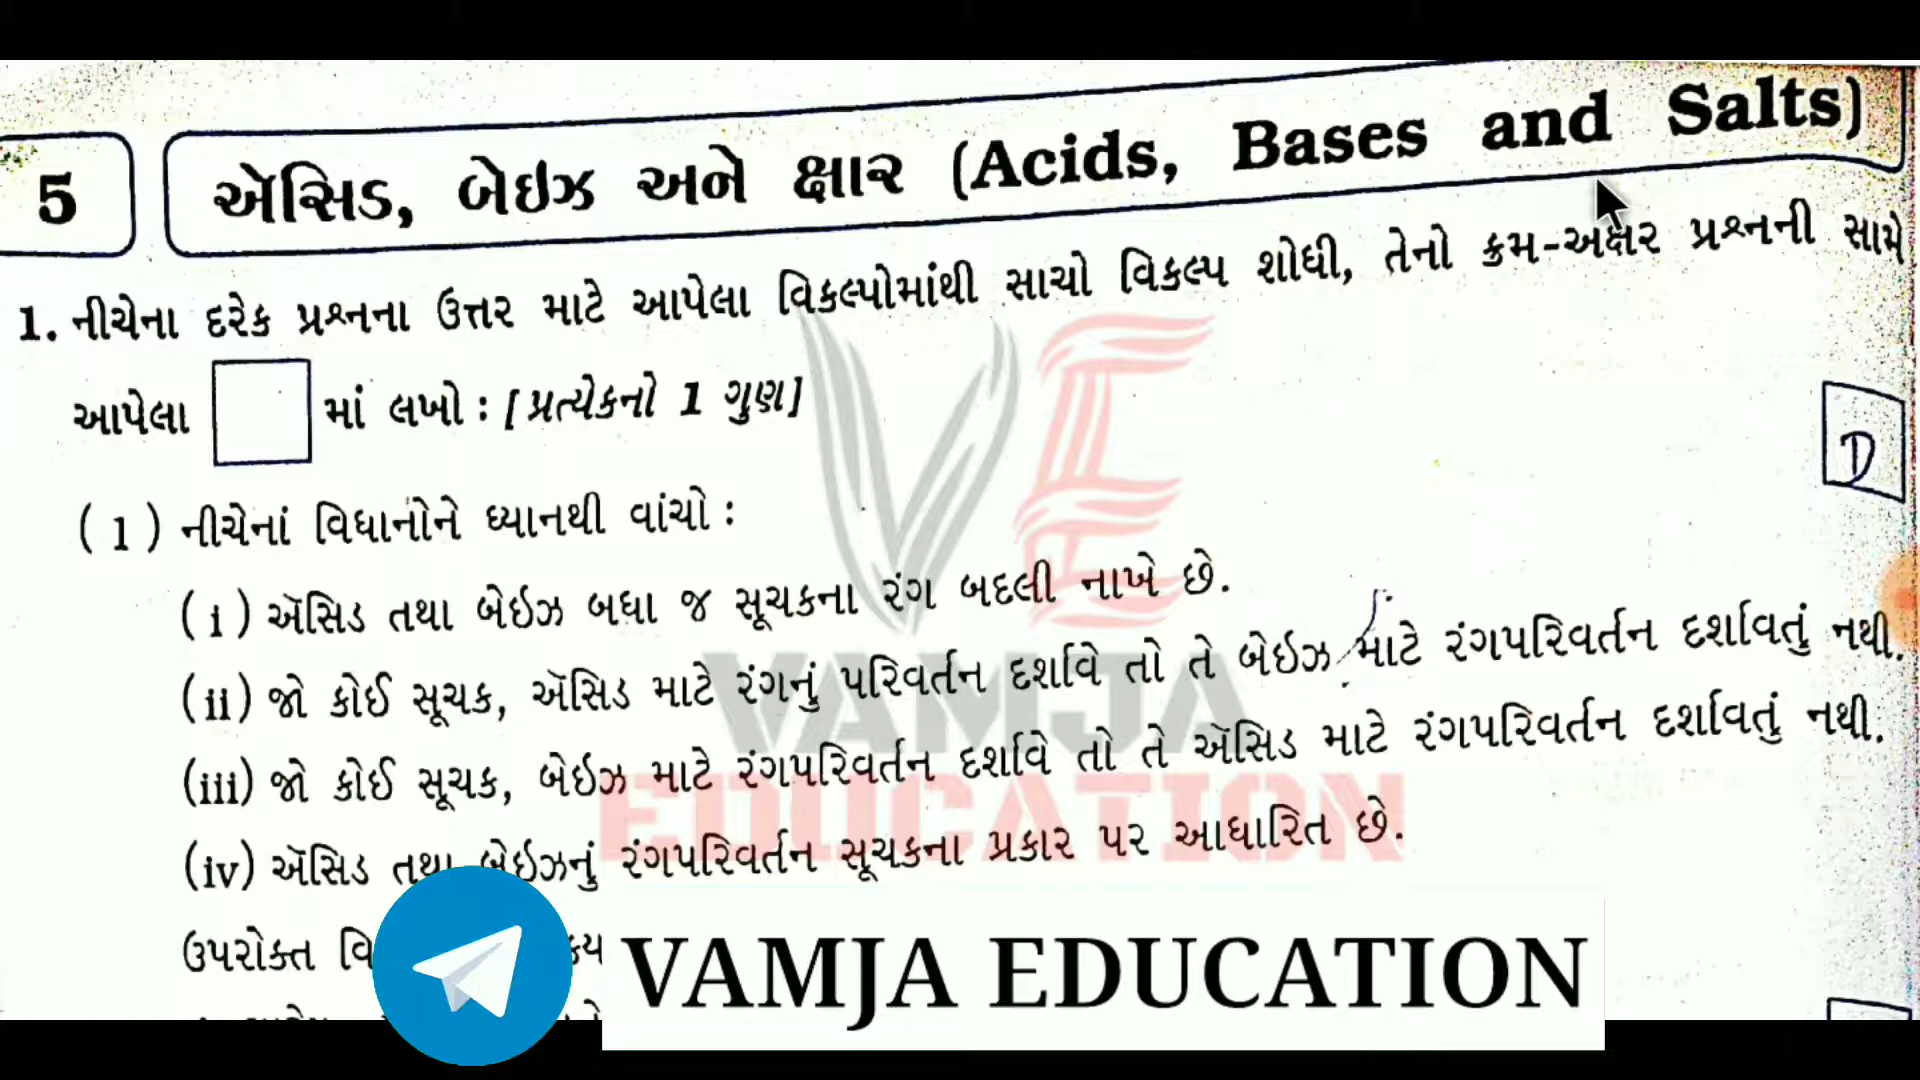 5
એસિડ, બેઇઝ અને ક્ષાર (Acids, Bases and Salts)
1. નીચેના દરેક પ્રશ્નના ઉત્તર માટે આપેલા વિકલ્પોમાંથી સાચો વિકલ્પ શોધી, તેનો ક્રમ-અક્ષર પ્રશ્નની સામે
આપેલા માં લખો : [પ્રત્યેકનો 1 ગુણ]
D
(1) નીચેનાં વિધાનોને ધ્યાનથી વાંચો :
(i) ઍસિડ તથા બેઇઝ બધા જ સૂચકના રંગ બદલી નાખે છે.
(ii) જો કોઈ સૂચક, ઍસિડ માટે રંગનું પરિવર્તન દર્શાવે તો તે બેઇઝ માટે રંગપરિવર્તન દર્શાવતું નથી.
(iii) જો કોઈ સૂચક, બેઇઝ માટે રંગપરિવર્તન દર્શાવે તો તે ઍસિડ માટે રંગપરિવર્તન દર્શાવતું નથી.
(iv) ઍસિડ તથા બેઇઝનું રંગપરિવર્તન સૂચકના પ્રકાર પર આધારિત છે.
ઉપરોક્ત
VE
VAMJA
EDUCATION
VAMJA EDUCATION